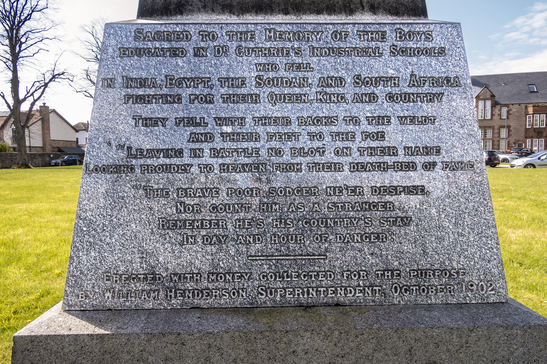 SACRED TO THE MEMORY OF THE BOYS
EDUCATED IN DR GUTHRIE'S INDUSTRIAL SCHOOLS
WHO FELL
IN INDIA, EGYPT, THE SOUDAN, AND SOUTH AFRICA
FIGHTING FOR THEIR QUEEN, KING, AND COUNTRY
THEY FELL WITH THEIR BACKS TO THE VELDT
AND THEIR FEET TO THE FOE
"LEAVING IN BATTLE NO BLOT ON THEIR NAME
LOOKING PROUDLY TO HEAVEN FROM THEIR DEATH-BED OF FAME."
"THE BRAVE POOR SODGER NE'ER DESPISE,
NOR COUNT HIM AS A STRANGER
REMEMBER HE'S HIS COUNTRY'S STAY
IN DAY AND HOUR OF DANGER"
ERECTED WITH MONEY COLLECTED FOR THE PURPOSE
BY WILLIAM HENDERSON, SUPERINTENDENT, OCTOBER 1902